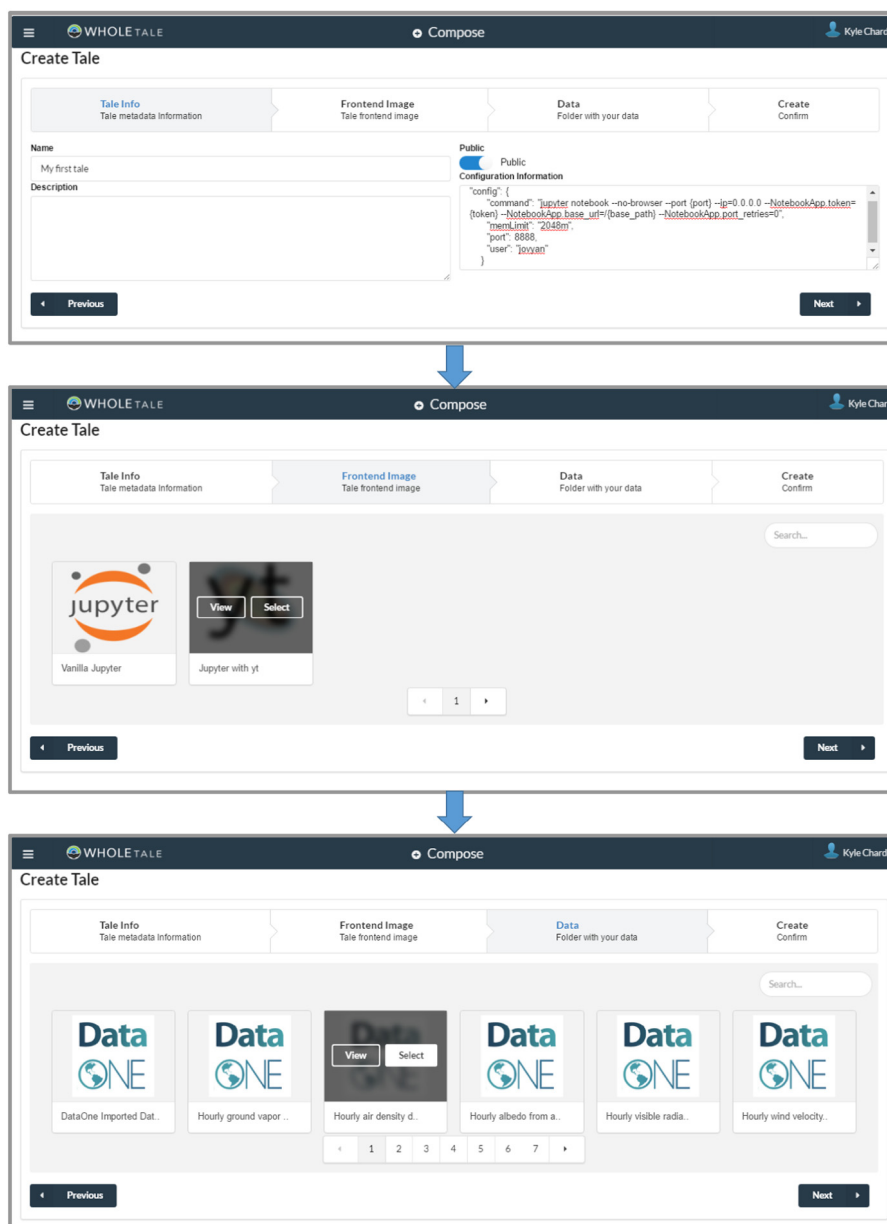 WHOLETALE
Compose
Kyle Chard
Create Tale
Tale Info
Tale metadata Information
Frontend Image
Tale frontend image
Data
Folder with your data
Create
Confirm
Name
My first tale
Description
Public
Public
Configuration Information
"config": {
"command": "jupyter notebook --no-browser --port {port} --ip=0.0.0.0 --NotebookApp.token=
{token} --NotebookApp.base_url=/{base_path} --NotebookApp.port_retries=0",
"memLimit": "2048m",
"port": 8888,
"user": "jovyan"
}
Previous
Next
WHOLETALE
Compose
Kyle Char
Create Tale
Tale Info
Tale metadata Information
Frontend Image
Tale frontend image
Data
Folder with your data
Create
Confirm
Search...
jupyter
yt
View
Select
Vanilla Jupyter
Jupyter with yt
1
Previous
Next
WHOLETALE
Compose
Kyle Chard
Create Tale
Tale Info
Tale metadata Information
Frontend Image
Tale frontend image
Data
Folder with your data
Create
Confirm
Search...
Data ONE
Data ONE
View
Select
Data ONE
Data ONE
Data ONE
DataOne Imported Dat..
Hourly ground vapor ..
Hourly air density d..
Hourly albedo from a..
Hourly visible radia..
Hourly wind velocity..
1 2 3 4 5 6 7
Previous
Next